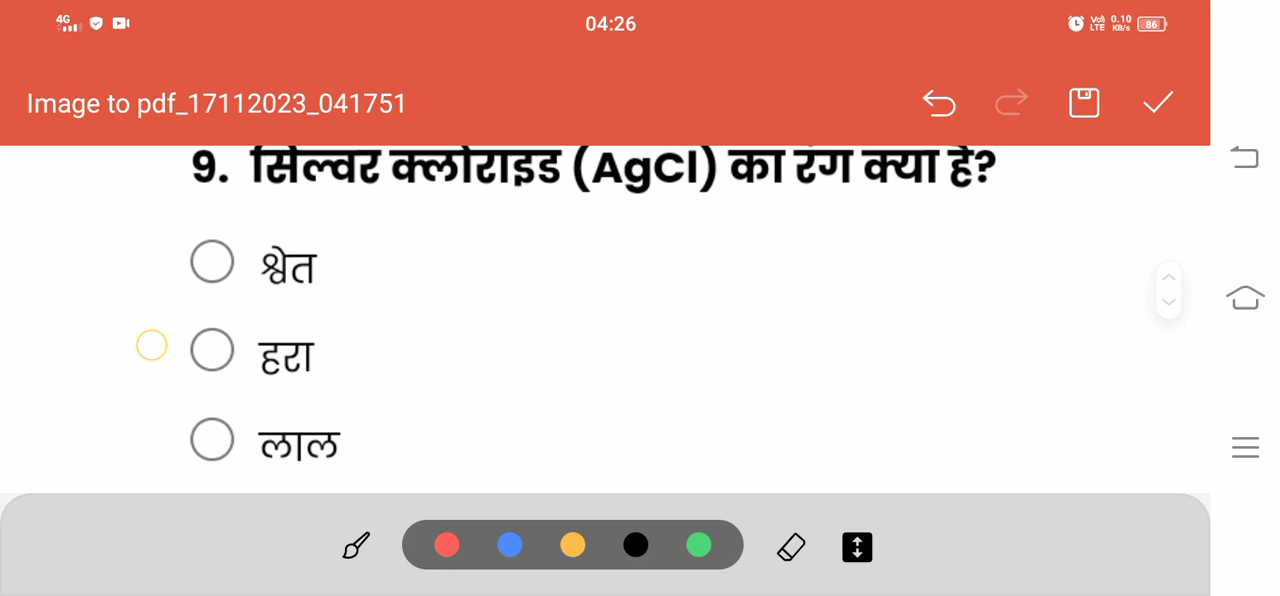 4G 04:26 Vo) LTE 0.10 KB/s 86
Image to pdf_17112023_041751
9. सिल्वर क्लोराइड (AgCl) का रंग क्या है?
श्वेत
हरा
लाल